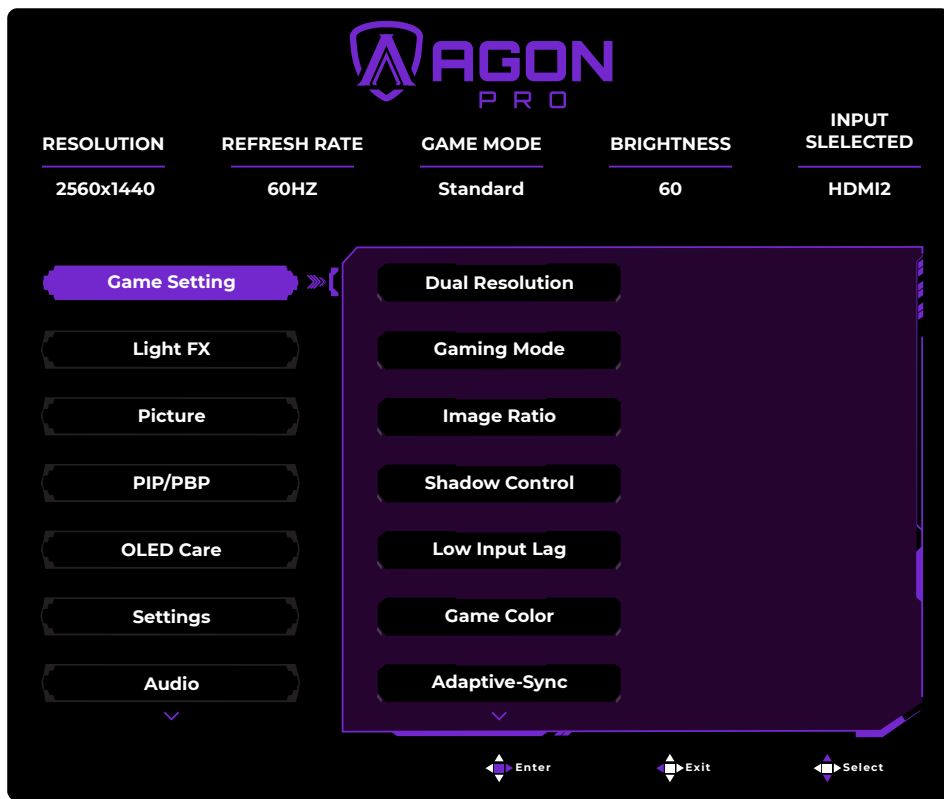 AGON
PRO
RESOLUTION REFRESH RATE GAME MODE BRIGHTNESS INPUT
SLELECTED
2560x1440 60HZ Standard 60 HDMI2
Game Setting
Light FX
Picture
PIP/PBP
OLED Care
Settings
Audio
Dual Resolution
Gaming Mode
Image Ratio
Shadow Control
Low Input Lag
Game Color
Adaptive-Sync
Enter Exit Select